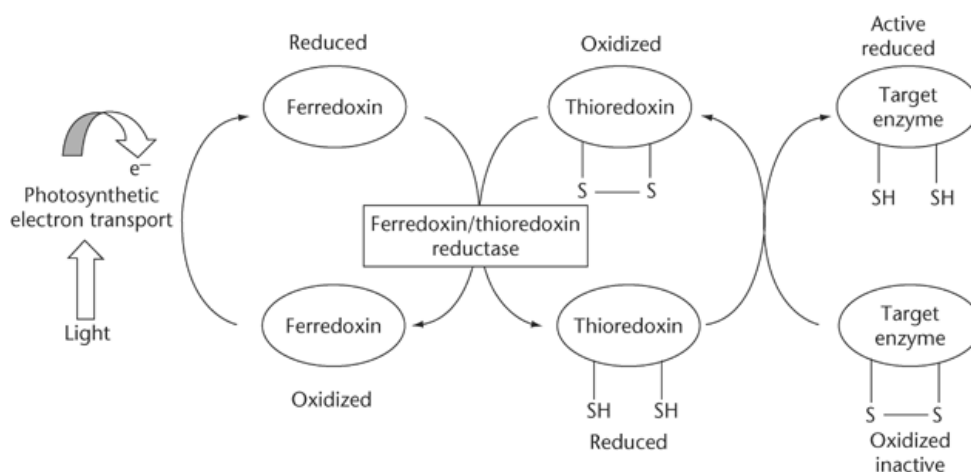 Reduced
Oxidized
Active
reduced
Ferredoxin
Thioredoxin
Target
enzyme
e–
S — S
SH SH
Photosynthetic
electron transport
Ferredoxin/thioredoxin
reductase
Light
Ferredoxin
Thioredoxin
Target
enzyme
Oxidized
SH SH
Reduced
S — S
Oxidized
inactive